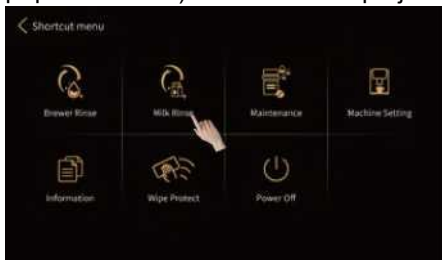 Shortcut menu
Brewer Rinse
Milk Rinse
Maintenance
Machine Setting
Information
Wipe Protect
Power Off